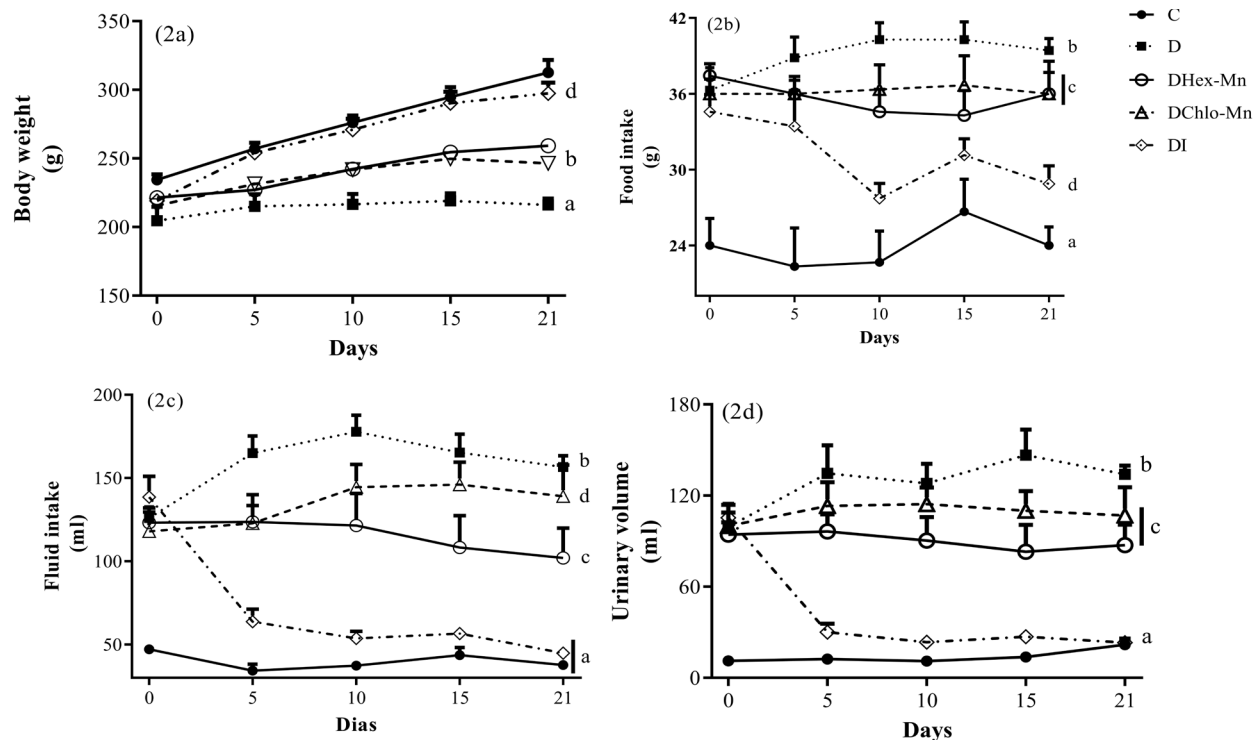 (2a)
Body weight
(g)
350
300
250
200
150
d
b
a
0 5 10 15 21
Days
(2b)
Food intake
(g)
42
36
30
24
b
c
d
a
0 5 10 15 21
Days
C
D
DHex-Mn
DChlo-Mn
DI
(2c)
Fluid intake
(ml)
200
150
100
50
b
d
c
a
0 5 10 15 21
Dias
(2d)
Urinary volume
(ml)
180
120
60
0
b
c
a
0 5 10 15 21
Days